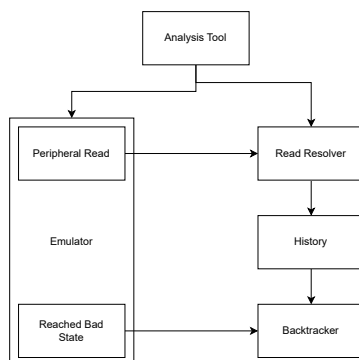 Analysis Tool
Peripheral Read
Read Resolver
Emulator
History
Reached Bad
State
Backtracker